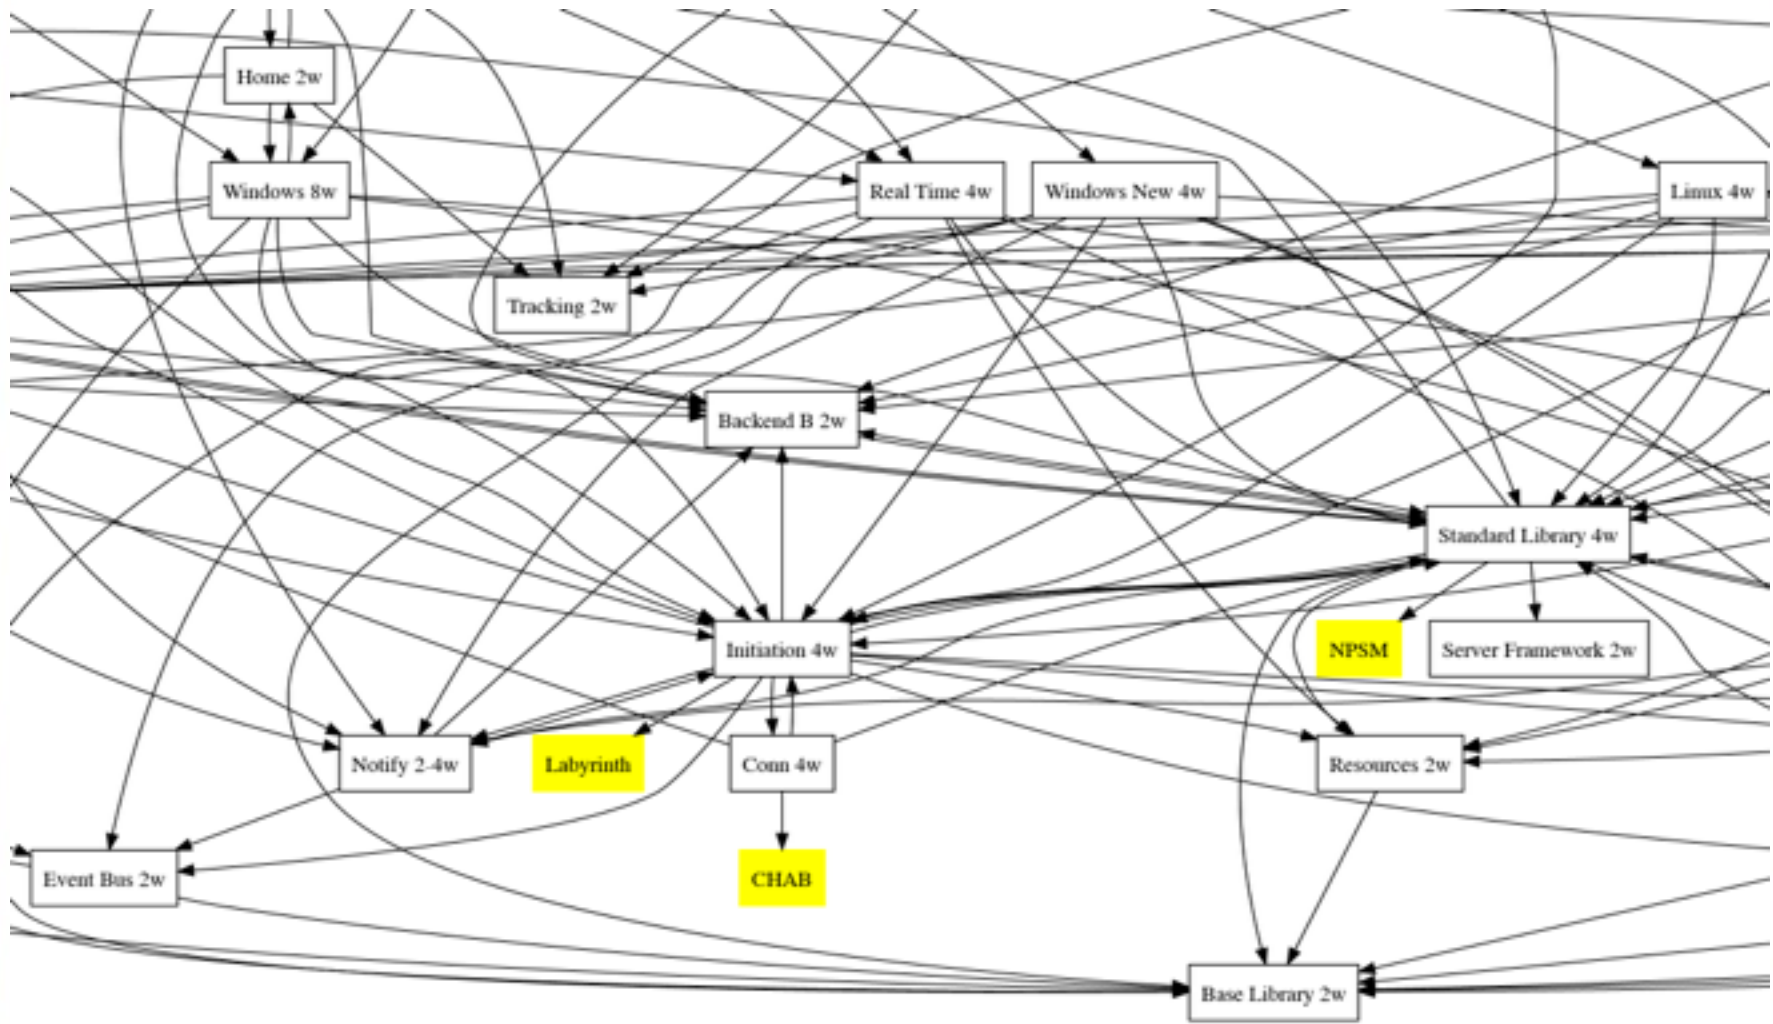 Home 2w
Windows 8w
Real Time 4w
Windows New 4w
Linux 4w
Tracking 2w
Backend B 2w
Standard Library 4w
Initiation 4w
NPSM
Server Framework 2w
Notify 2-4w
Labyrinth
Conn 4w
Resources 2w
Event Bus 2w
CHAB
Base Library 2w